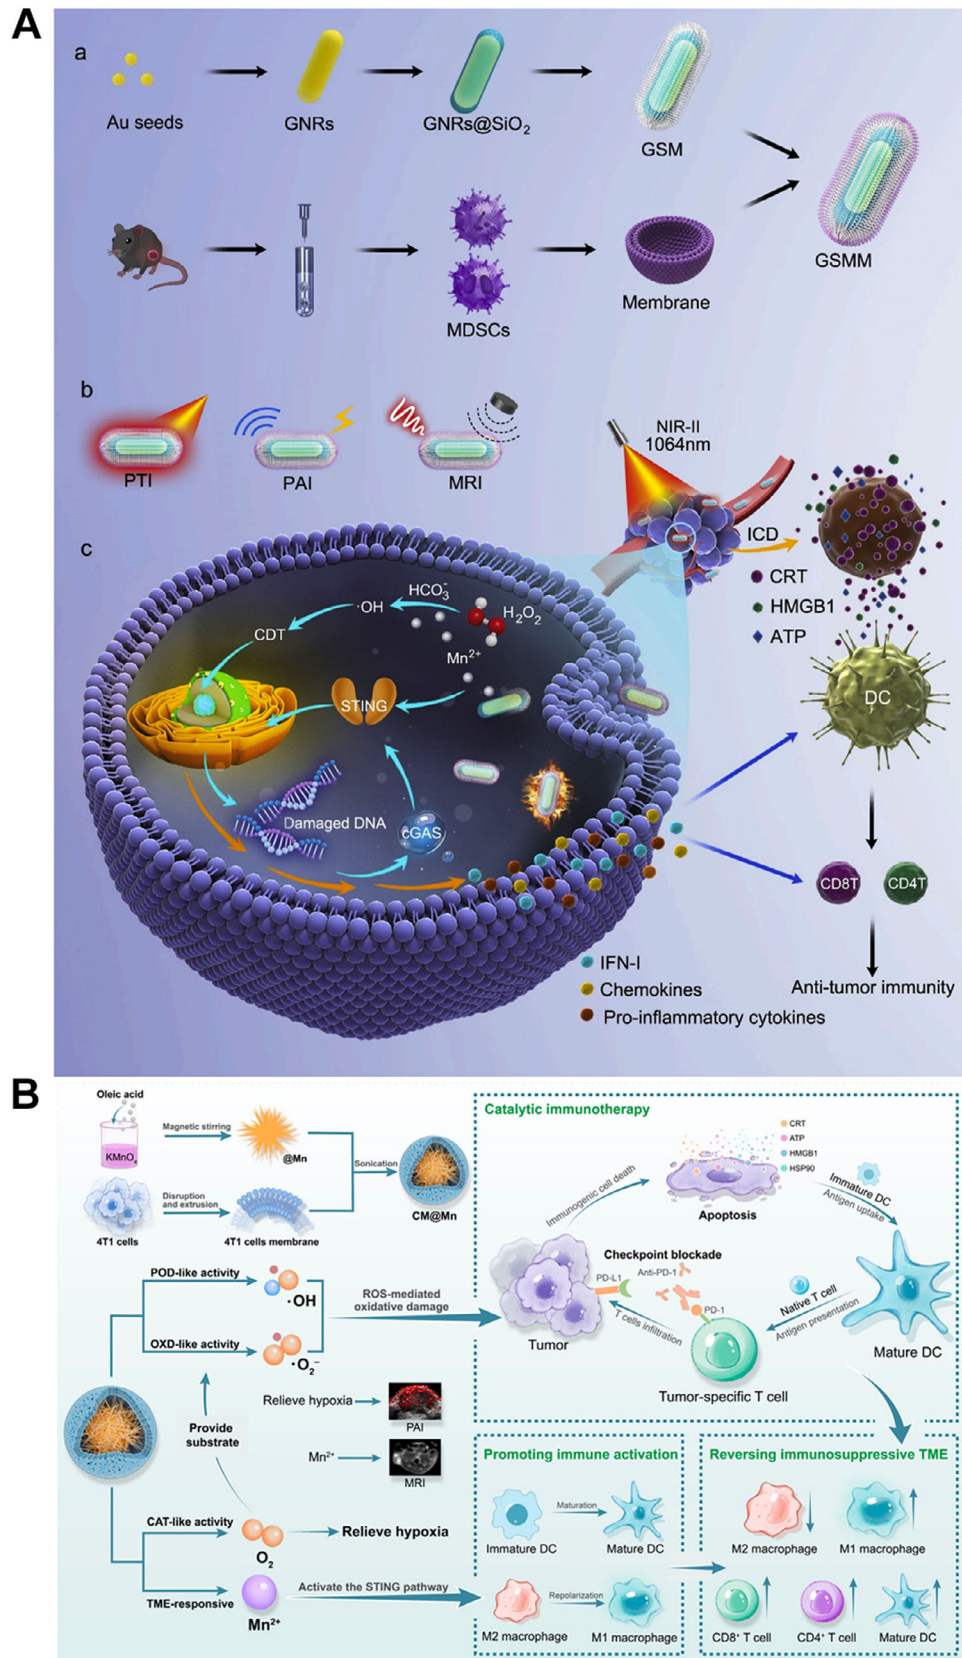 A
a
Au seeds
GNRs
GNRs@SiO₂
GSM
GSMM
MDSCs
Membrane
b
PTI
PAI
MRI
NIR-II
1064nm
ICD
CRT
HMGB1
ATP
c
HCO₃⁻
·OH
H₂O₂
CDT
Mn²⁺
STING
DC
Damaged DNA
cGAS
CD8T
CD4T
IFN-I
Chemokines
Pro-inflammatory cytokines
Anti-tumor immunity
B
Oleic acid
KMnO₄
Magnetic stirring
@Mn
Sonication
CM@Mn
4T1 cells
Disruption
and extrusion
4T1 cells membrane
POD-like activity
·OH
OXD-like activity
·O₂⁻
ROS-mediated
oxidative damage
Relieve hypoxia
PAI
Mn²⁺
MRI
Provide
substrate
CAT-like activity
O₂
Relieve hypoxia
TME-responsive
Mn²⁺
Activate the STING pathway
Catalytic immunotherapy
Immunogenic cell death
CRT
ATP
HMGB1
HSP90
Apoptosis
Immature DC
Antigen uptake
Checkpoint blockade
PD-L1
Anti-PD-1
PD-1
T cells infiltration
Native T cell
Antigen presentation
Tumor
Tumor-specific T cell
Mature DC
Promoting immune activation
Immature DC
Maturation
Mature DC
M2 macrophage
Repolarization
M1 macrophage
Reversing immunosuppressive TME
M2 macrophage
M1 macrophage
CD8⁺ T cell
CD4⁺ T cell
Mature DC